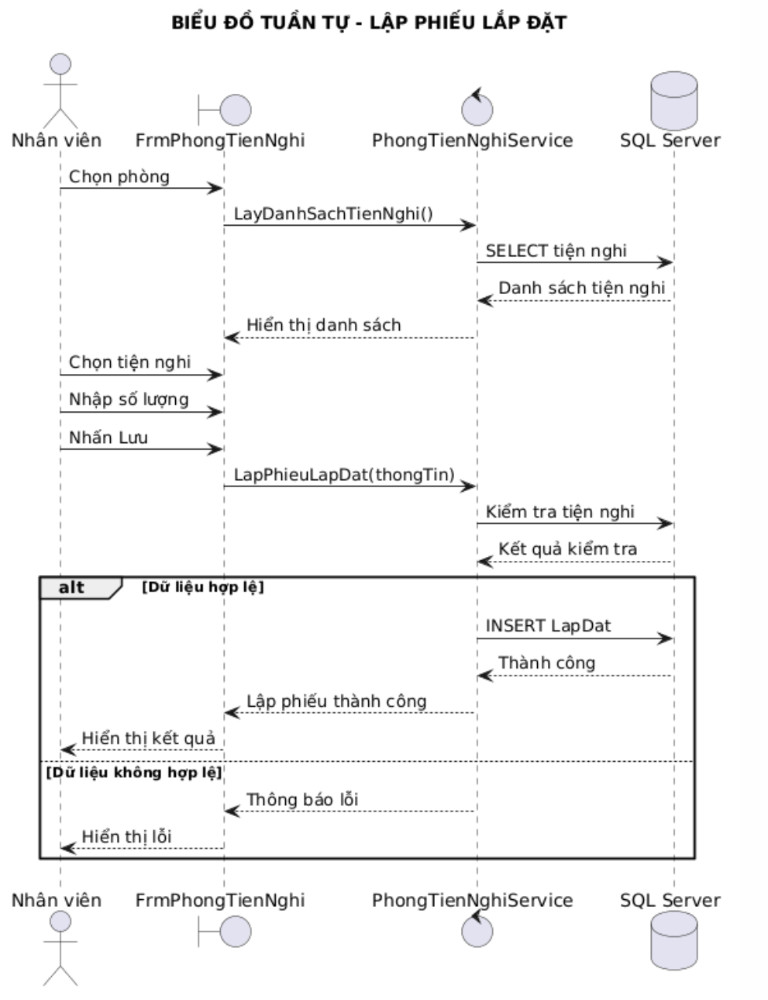 BIỂU ĐỒ TUẦN TỰ - LẬP PHIẾU LẮP ĐẶT
Nhân viên
FrmPhongTienNghi
PhongTienNghiService
SQL Server
Chọn phòng
LayDanhSachTienNghi()
SELECT tiện nghi
Danh sách tiện nghi
Hiển thị danh sách
Chọn tiện nghi
Nhập số lượng
Nhấn Lưu
LapPhieuLapDat(thongTin)
Kiểm tra tiện nghi
Kết quả kiểm tra
alt
[Dữ liệu hợp lệ]
INSERT LapDat
Thành công
Lập phiếu thành công
Hiển thị kết quả
[Dữ liệu không hợp lệ]
Thông báo lỗi
Hiển thị lỗi
Nhân viên
FrmPhongTienNghi
PhongTienNghiService
SQL Server